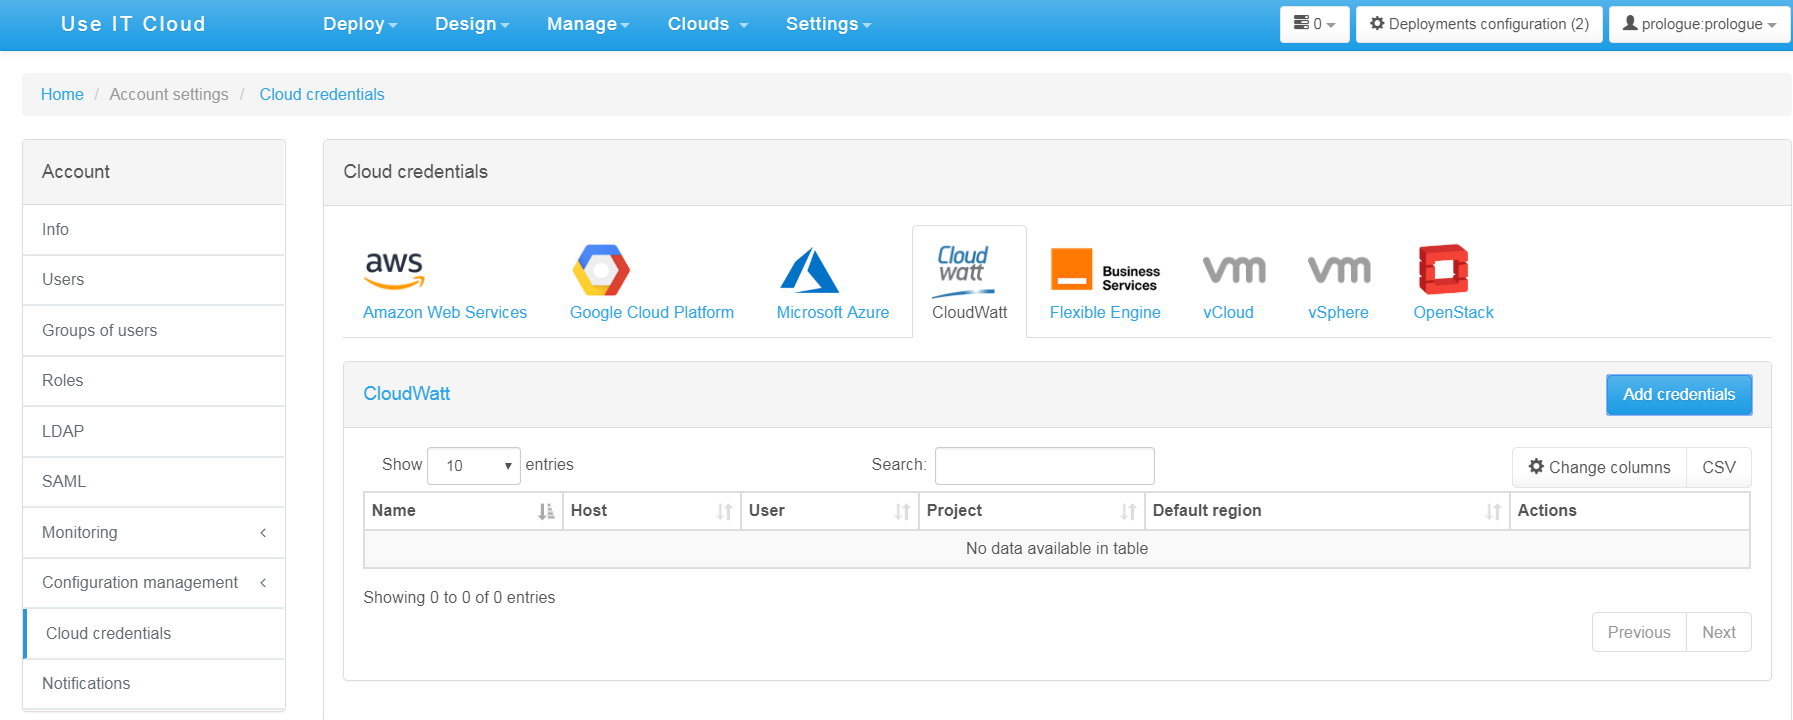 Use IT Cloud Deploy Design Manage Clouds Settings 0 Deployments configuration (2) prologue:prologue
Home / Account settings / Cloud credentials
Account
Info
Users
Groups of users
Roles
LDAP
SAML
Monitoring
Configuration management
Cloud credentials
Notifications
Cloud credentials
aws
Amazon Web Services
Google Cloud Platform
Microsoft Azure
Cloud
watt
CloudWatt
Business
Services
Flexible Engine
vm
vCloud
vm
vSphere
OpenStack
CloudWatt Add credentials
Show 10 entries Search: Change columns CSV
Name Host User Project Default region Actions
No data available in table
Showing 0 to 0 of 0 entries
Previous Next